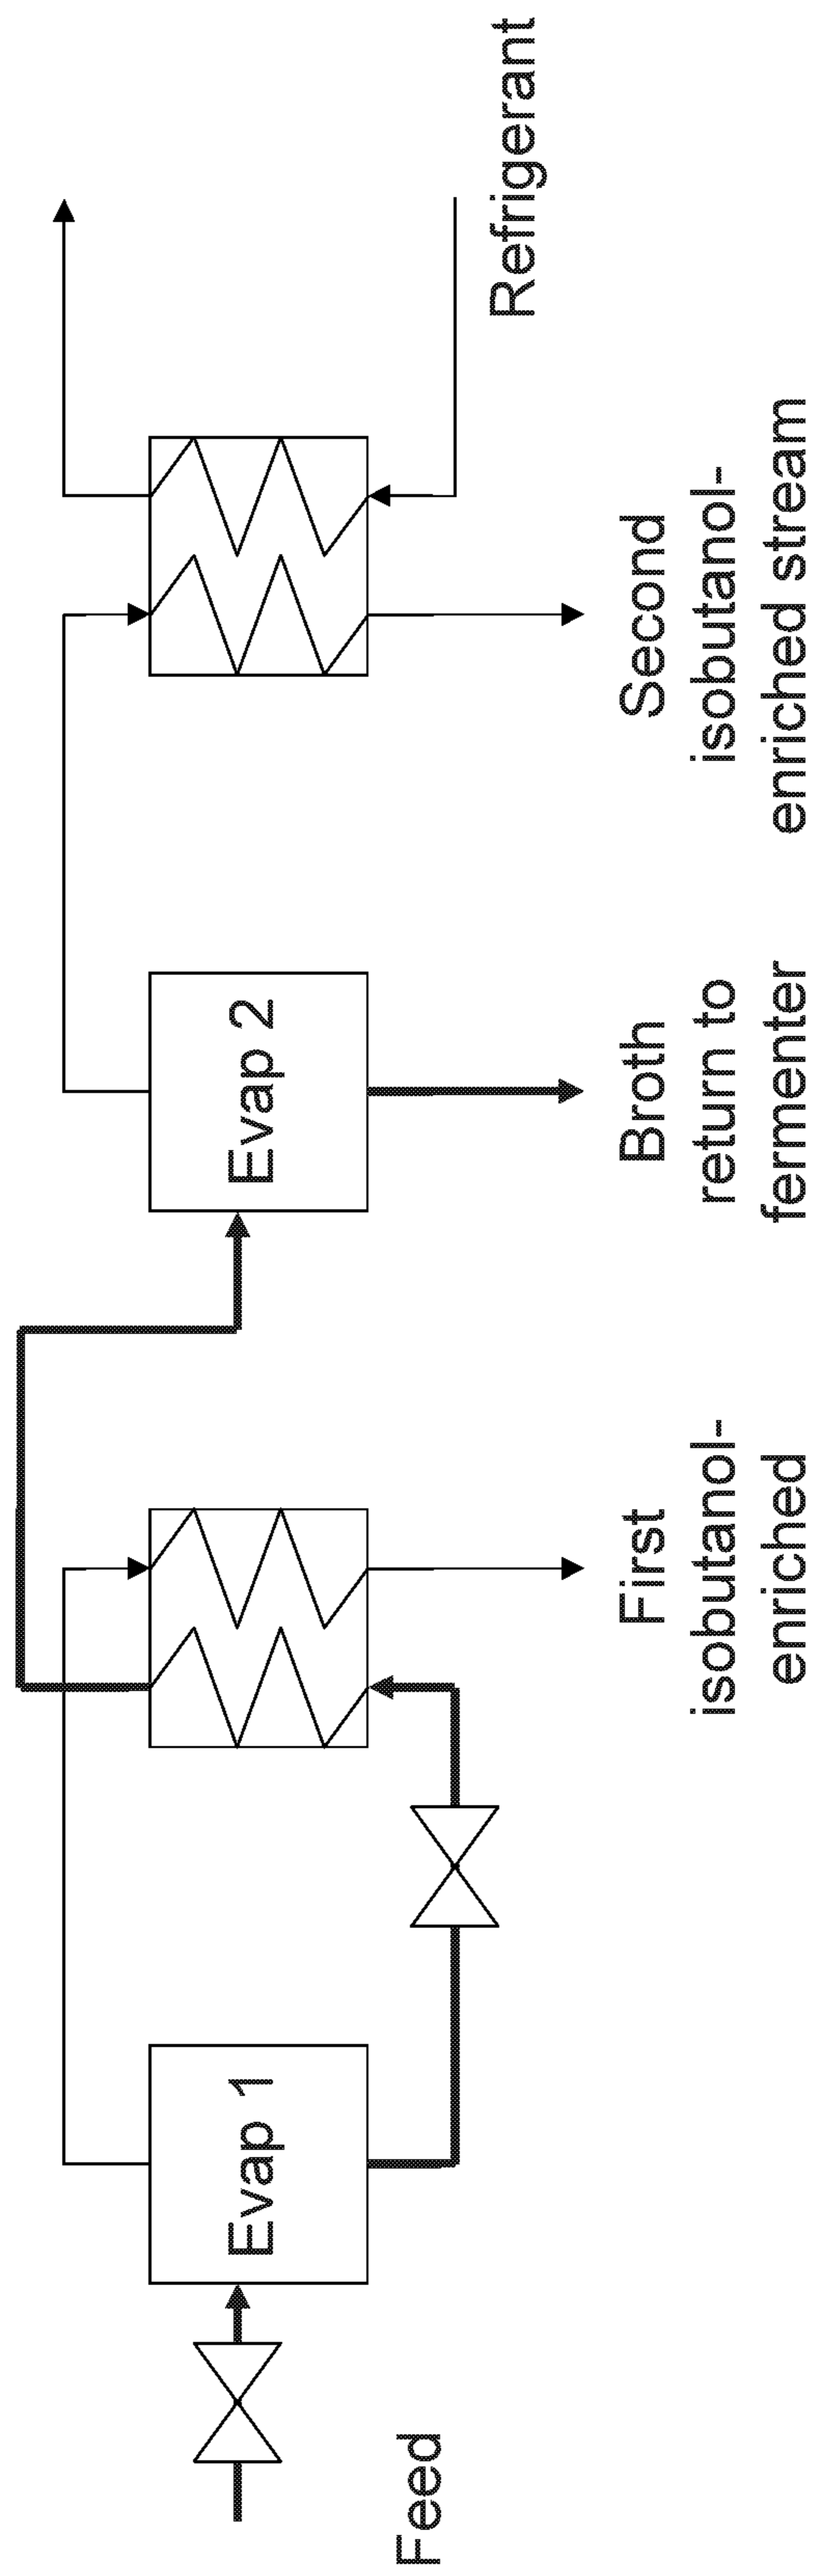 Feed
Evap 1
First
isobutanol-
enriched
Evap 2
Broth
return to
fermenter
Second
isobutanol-
enriched stream
Refrigerant